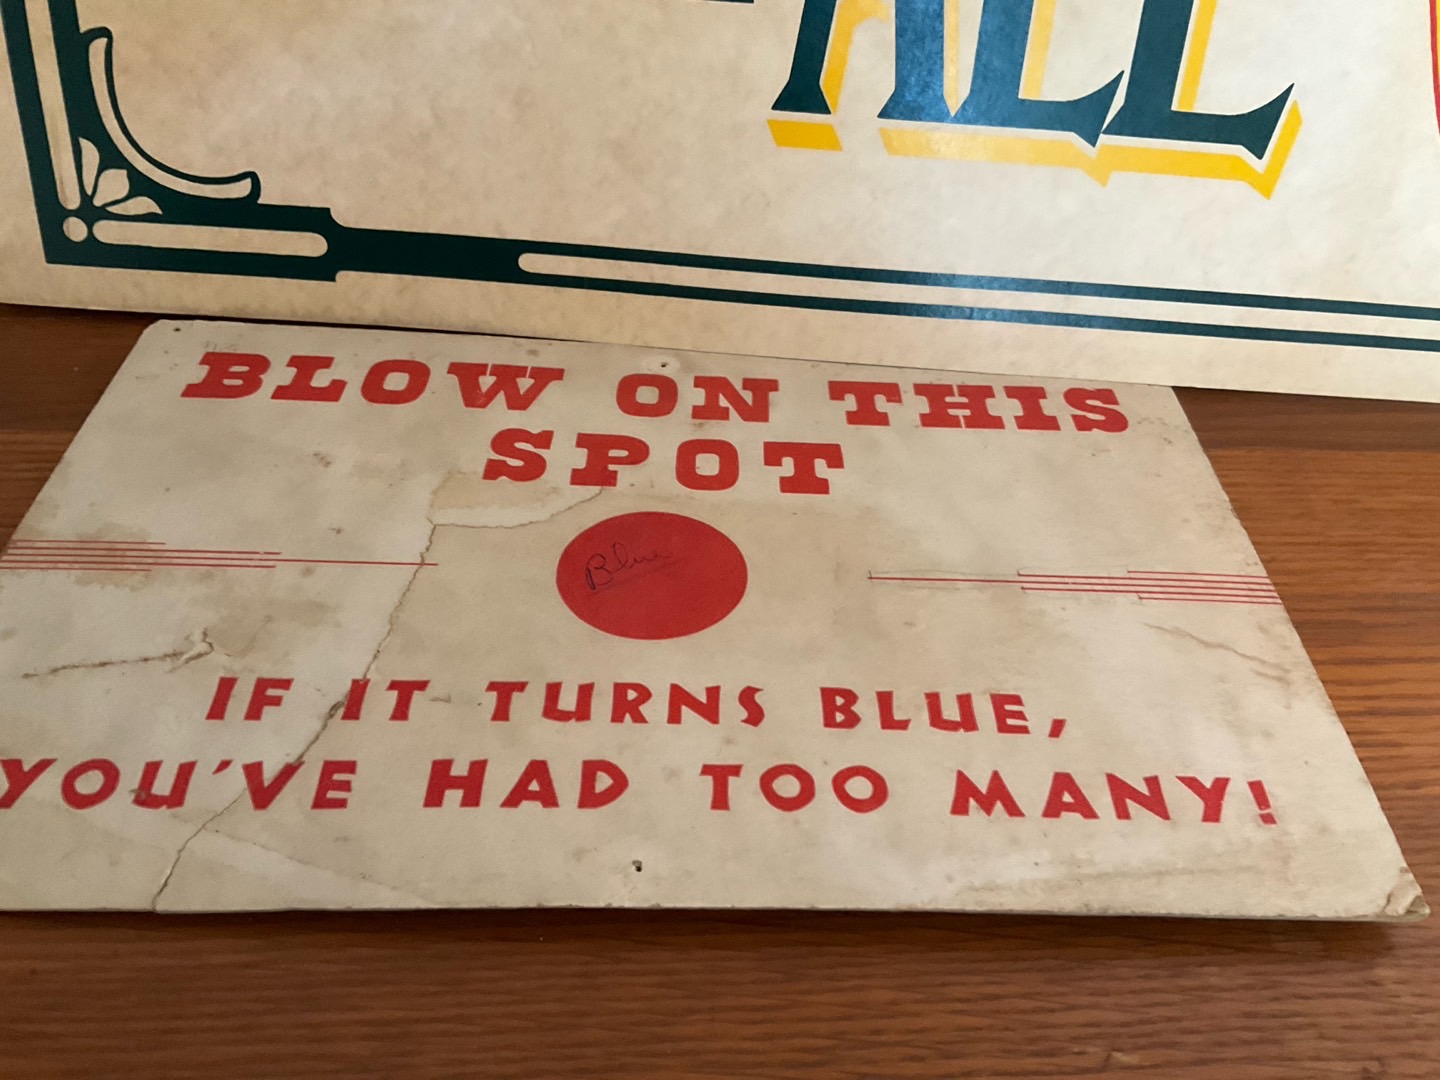 ALL
BLOW ON THIS
SPOT
Blue
IF IT TURNS BLUE,
YOU'VE HAD TOO MANY!